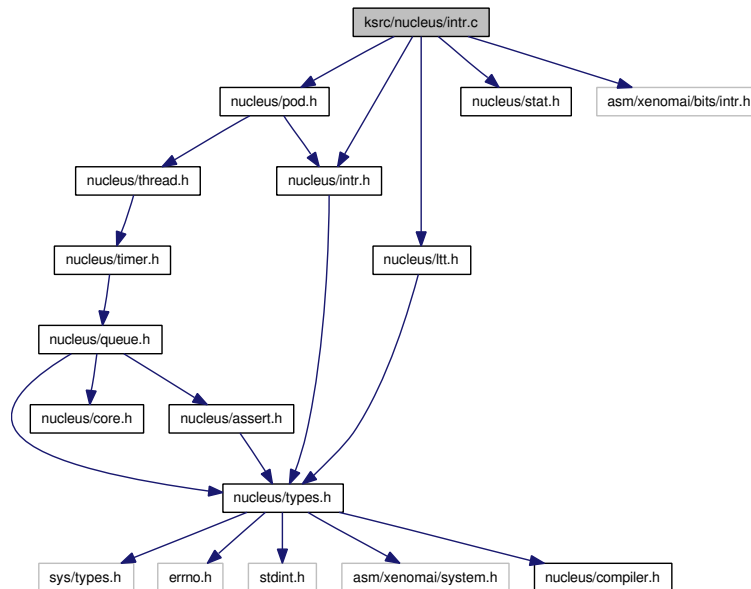 ksrc/nucleus/intr.c
nucleus/pod.h
nucleus/stat.h
asm/xenomai/bits/intr.h
nucleus/thread.h
nucleus/intr.h
nucleus/timer.h
nucleus/ltt.h
nucleus/queue.h
nucleus/core.h
nucleus/assert.h
nucleus/types.h
sys/types.h
errno.h
stdint.h
asm/xenomai/system.h
nucleus/compiler.h